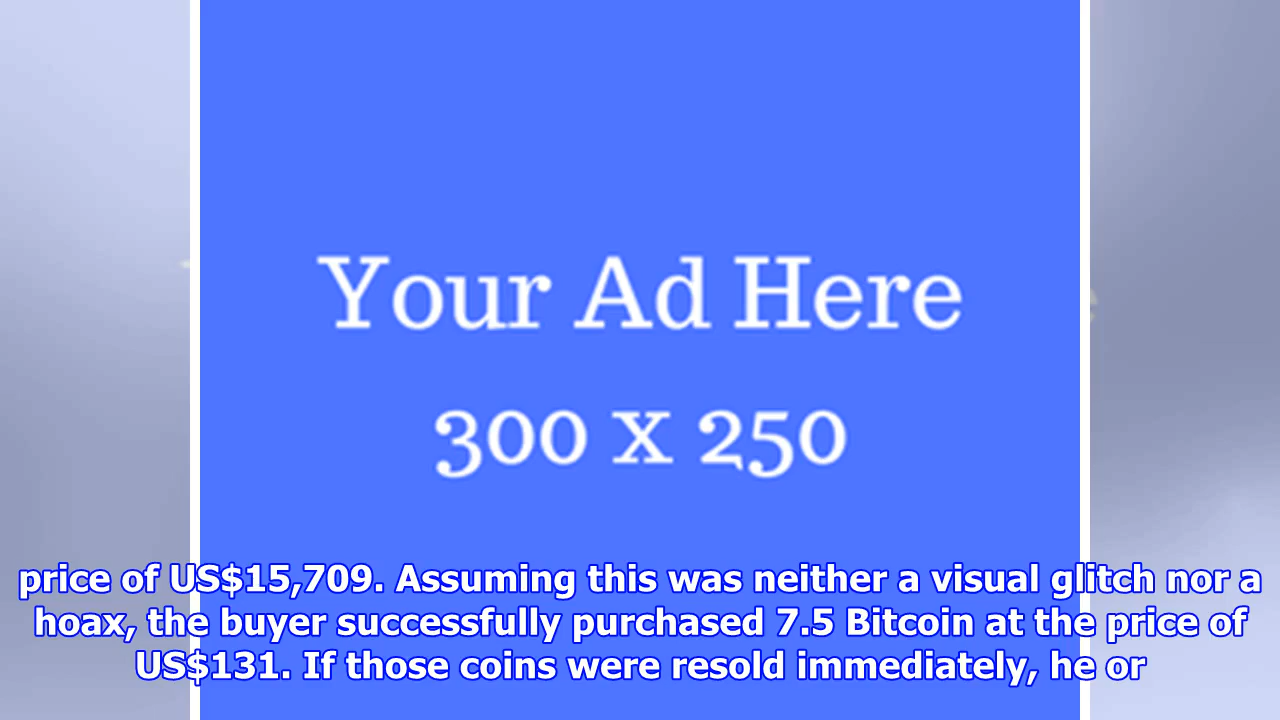 Your Ad Here
300 x 250
price of US$15,709. Assuming this was neither a visual glitch nor a
hoax, the buyer successfully purchased 7.5 Bitcoin at the price of
US$131. If those coins were resold immediately, he or